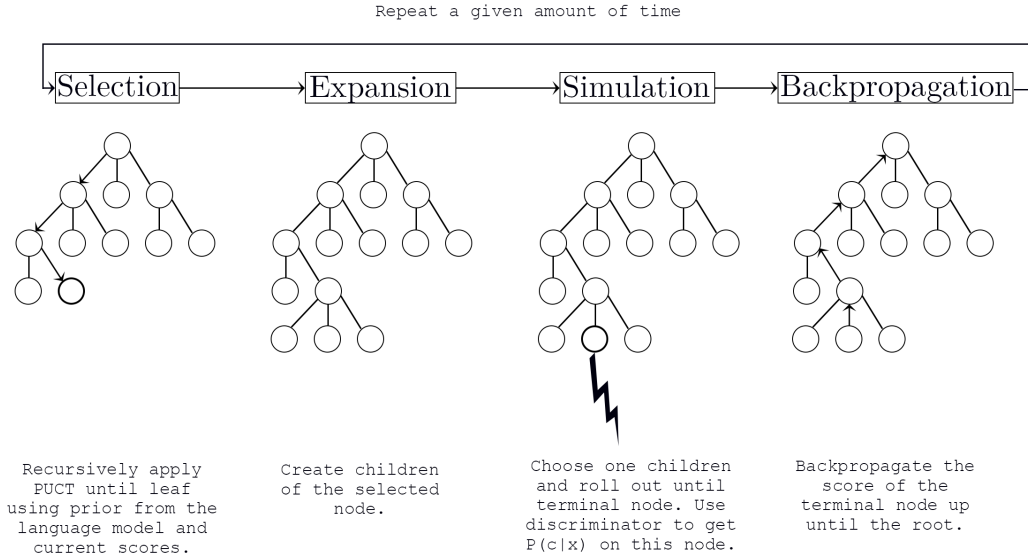 Repeat a given amount of time
Selection
Expansion
Simulation
Backpropagation
Recursively apply
PUCT until leaf
using prior from the
language model and
current scores.
Create children
of the selected
node.
Choose one children
and roll out until
terminal node. Use
discriminator to get
P(c|x) on this node.
Backpropagate the
score of the
terminal node up
until the root.